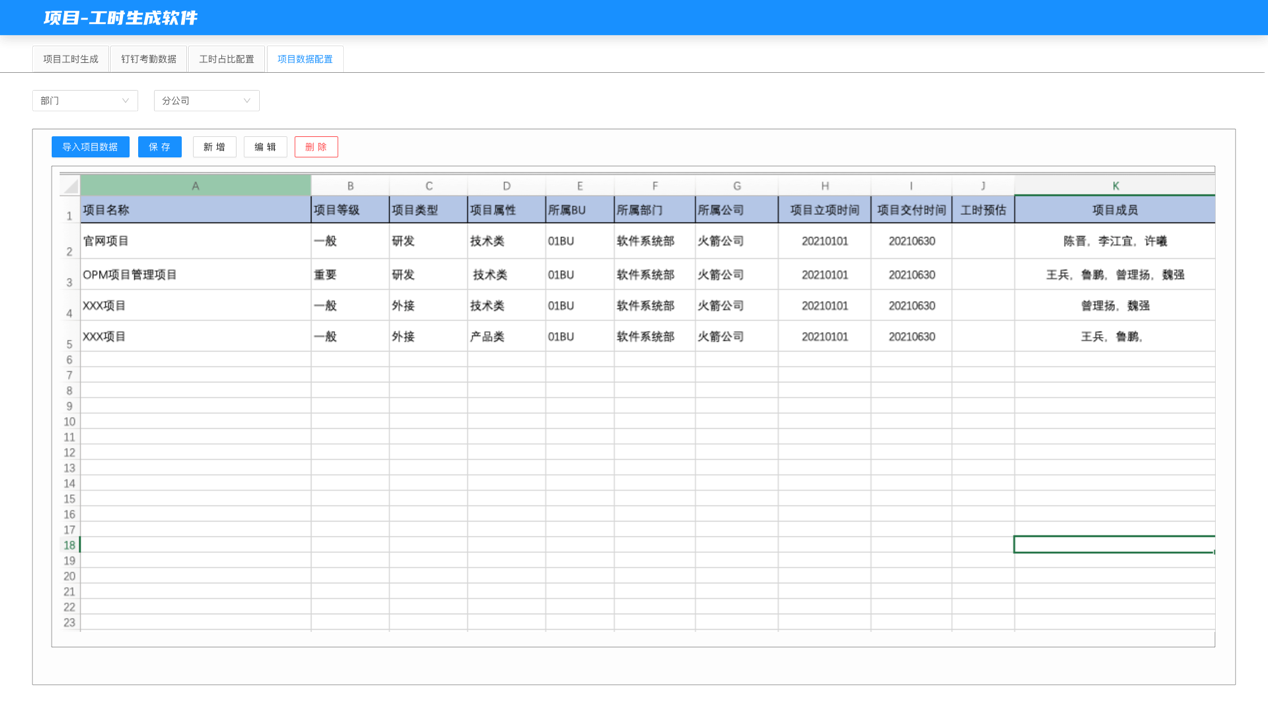 项目-工时生成软件
项目工时生成 钉钉考勤数据 工时占比配置 项目数据配置
部门 分公司
导入项目数据 保 存 新 增 编 辑 删 除
A B C D E F G H I J K
1 项目名称 项目等级 项目类型 项目属性 所属BU 所属部门 所属公司 项目立项时间 项目交付时间 工时预估 项目成员
2 官网项目 一般 研发 技术类 01BU 软件系统部 火箭公司 20210101 20210630 陈晋，李江宜，许曦
3 OPM项目管理项目 重要 研发 技术类 01BU 软件系统部 火箭公司 20210101 20210630 王兵，鲁鹏，曾理扬，魏强
4 XXX项目 一般 外接 技术类 01BU 软件系统部 火箭公司 20210101 20210630 曾理扬，魏强
5 XXX项目 一般 外接 产品类 01BU 软件系统部 火箭公司 20210101 20210630 王兵，鲁鹏，
6
7
8
9
10
11
12
13
14
15
16
17
18
19
20
21
22
23